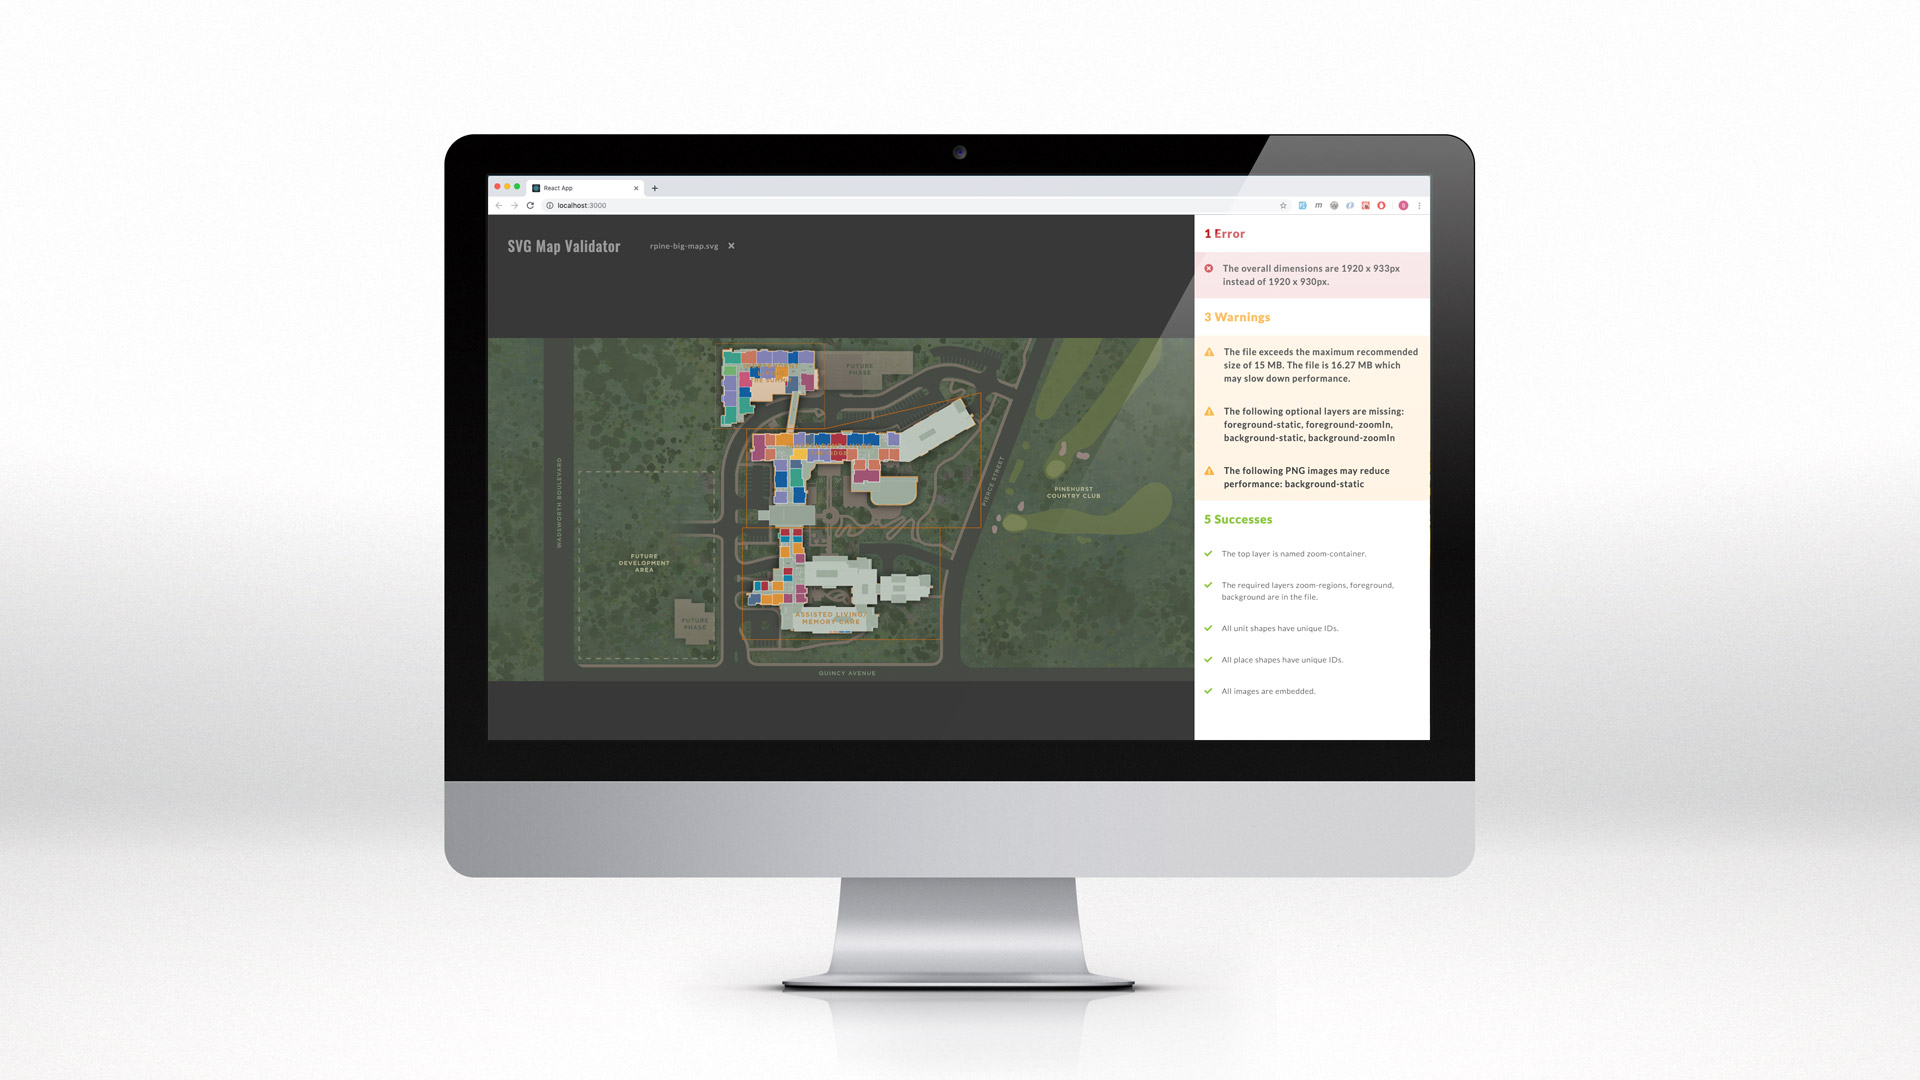 React App
localhost:3000
SVG Map Validator
rpine-big-map.svg
1 Error
The overall dimensions are 1920 x 933px
instead of 1920 x 930px.
3 Warnings
The file exceeds the maximum recommended
size of 15 MB. The file is 16.27 MB which
may slow down performance.
The following optional layers are missing:
foreground-static, foreground-zoomIn,
background-static, background-zoomIn
The following PNG images may reduce
performance: background-static
5 Successes
The top layer is named zoom-container.
The required layers zoom-regions, foreground,
background are in the file.
All unit shapes have unique IDs.
All place shapes have unique IDs.
All images are embedded.
FUTURE
PHASE
WADSWORTH BOULEVARD
PIERCE STREET
PINEHURST
COUNTRY CLUB
FUTURE
DEVELOPMENT
AREA
FUTURE
PHASE
ASSISTED LIVING/
MEMORY CARE
QUINCY AVENUE